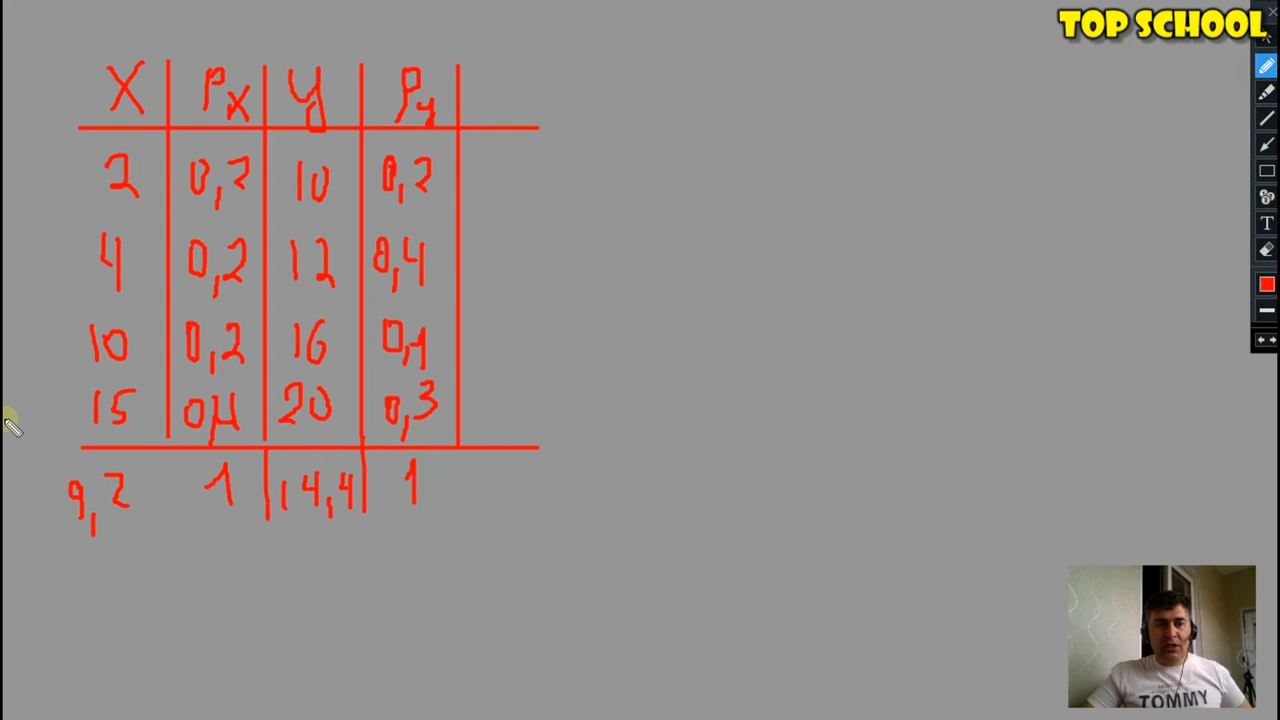 TOP SCHOOL
X Px y Py
2 0,2 10 0,2
4 0,2 12 0,4
10 0,2 16 0,1
15 0,4 20 0,3
9,2 1 14,4 1
T
TOMMY